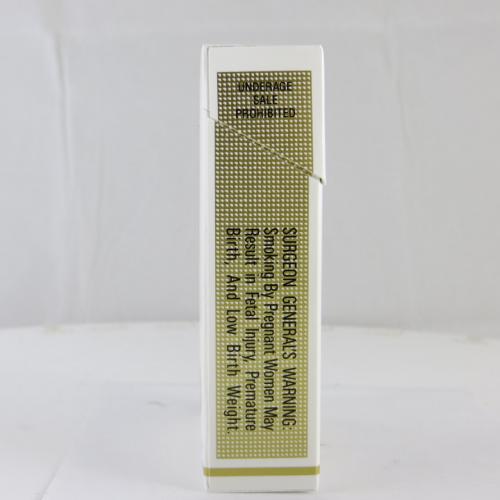 UNDERAGE
SALE
PROHIBITED
SURGEON GENERAL'S WARNING:
Smoking By Pregnant Women May
Result in Fetal Injury, Premature
Birth, And Low Birth Weight.